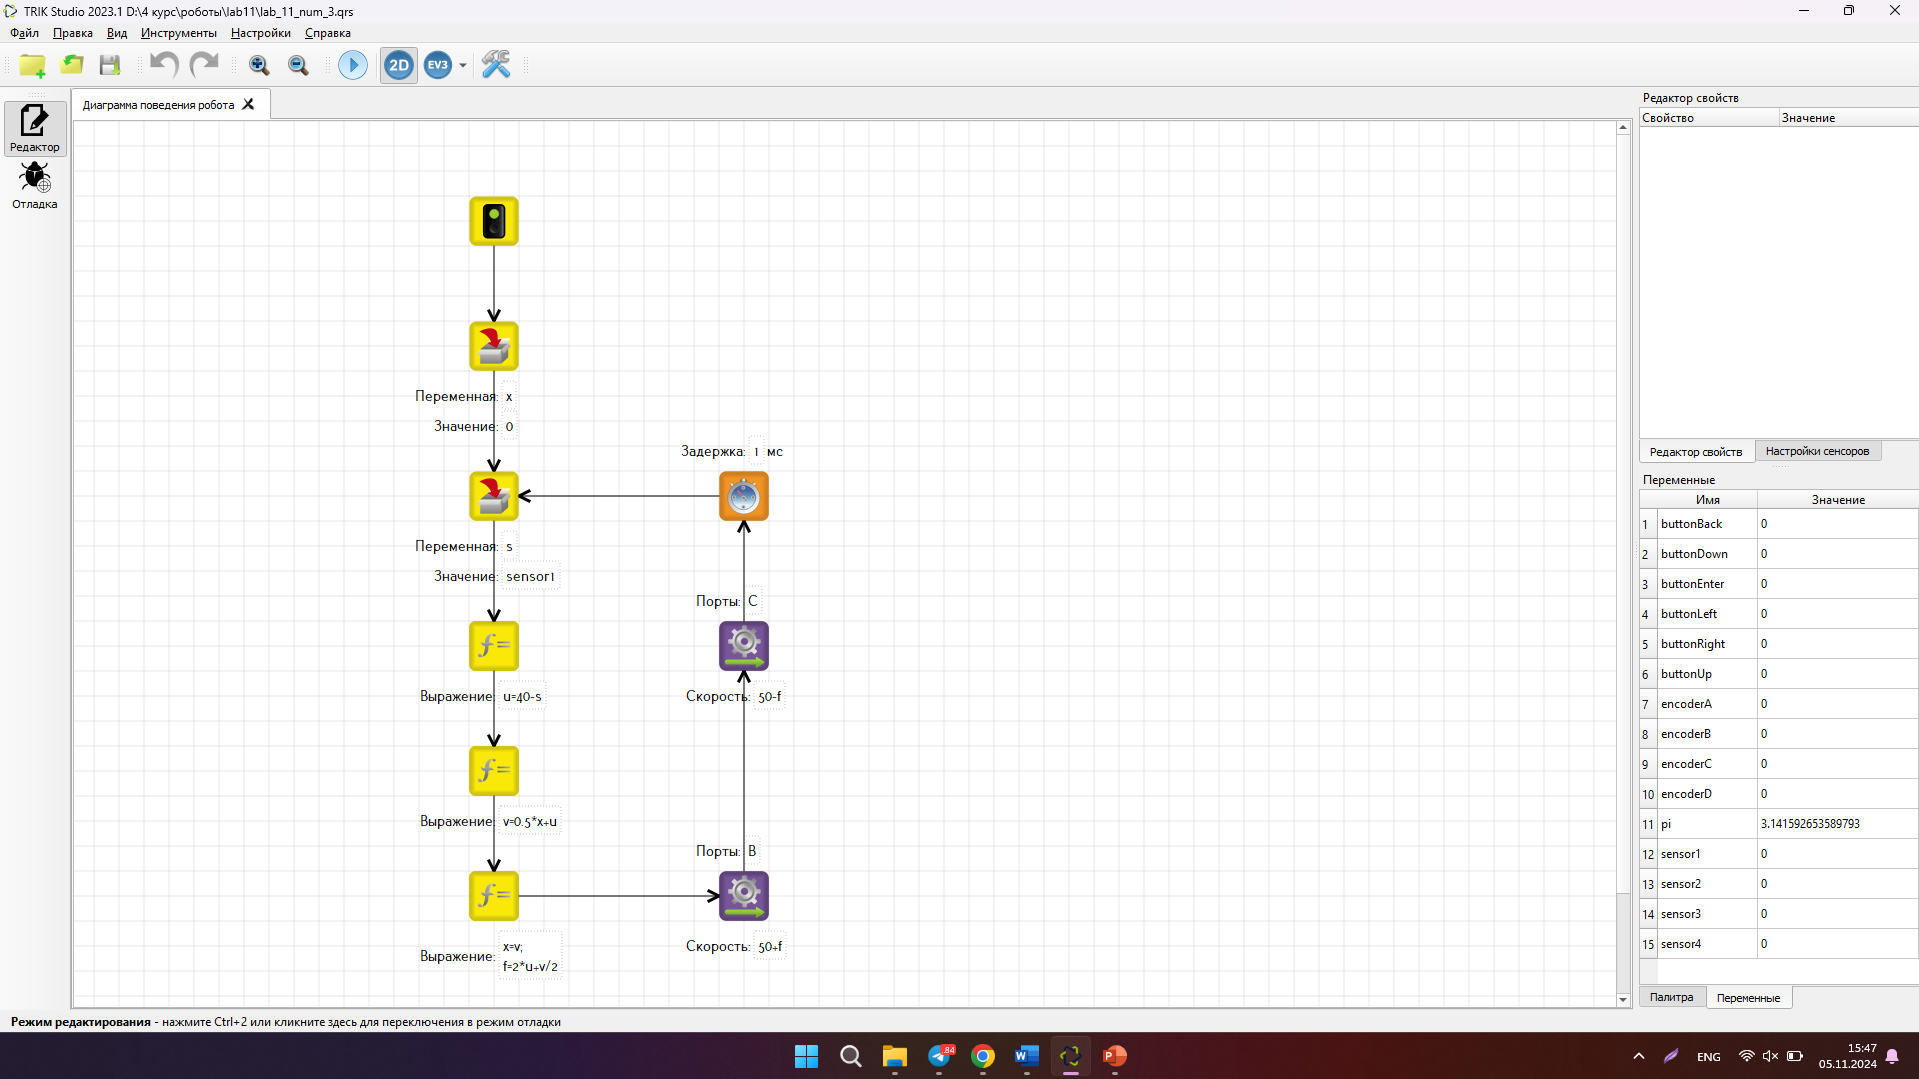 TRIK Studio 2023.1 D:\4 курс\роботы\lab11\lab_11_num_3.qrs
Файл Правка Вид Инструменты Настройки Справка
2D EV3
Диаграмма поведения робота
Редактор
Отладка
Переменная: x
Значение: 0
Задержка: 1 мс
Переменная: s
Значение: sensor1
Порты: C
Выражение: u=40-s
Скорость: 50-f
Выражение: v=0.5*x+u
Порты: B
Выражение: x=v;
f=2*u+v/2
Скорость: 50+f
Редактор свойств
Свойство Значение
Редактор свойств Настройки сенсоров
Переменные
Имя Значение
1 buttonBack 0
2 buttonDown 0
3 buttonEnter 0
4 buttonLeft 0
5 buttonRight 0
6 buttonUp 0
7 encoderA 0
8 encoderB 0
9 encoderC 0
10 encoderD 0
11 pi 3.141592653589793
12 sensor1 0
13 sensor2 0
14 sensor3 0
15 sensor4 0
Палитра Переменные
Режим редактирования - нажмите Ctrl+2 или кликните здесь для переключения в режим отладки
84
W
P
ENG
15:47
05.11.2024